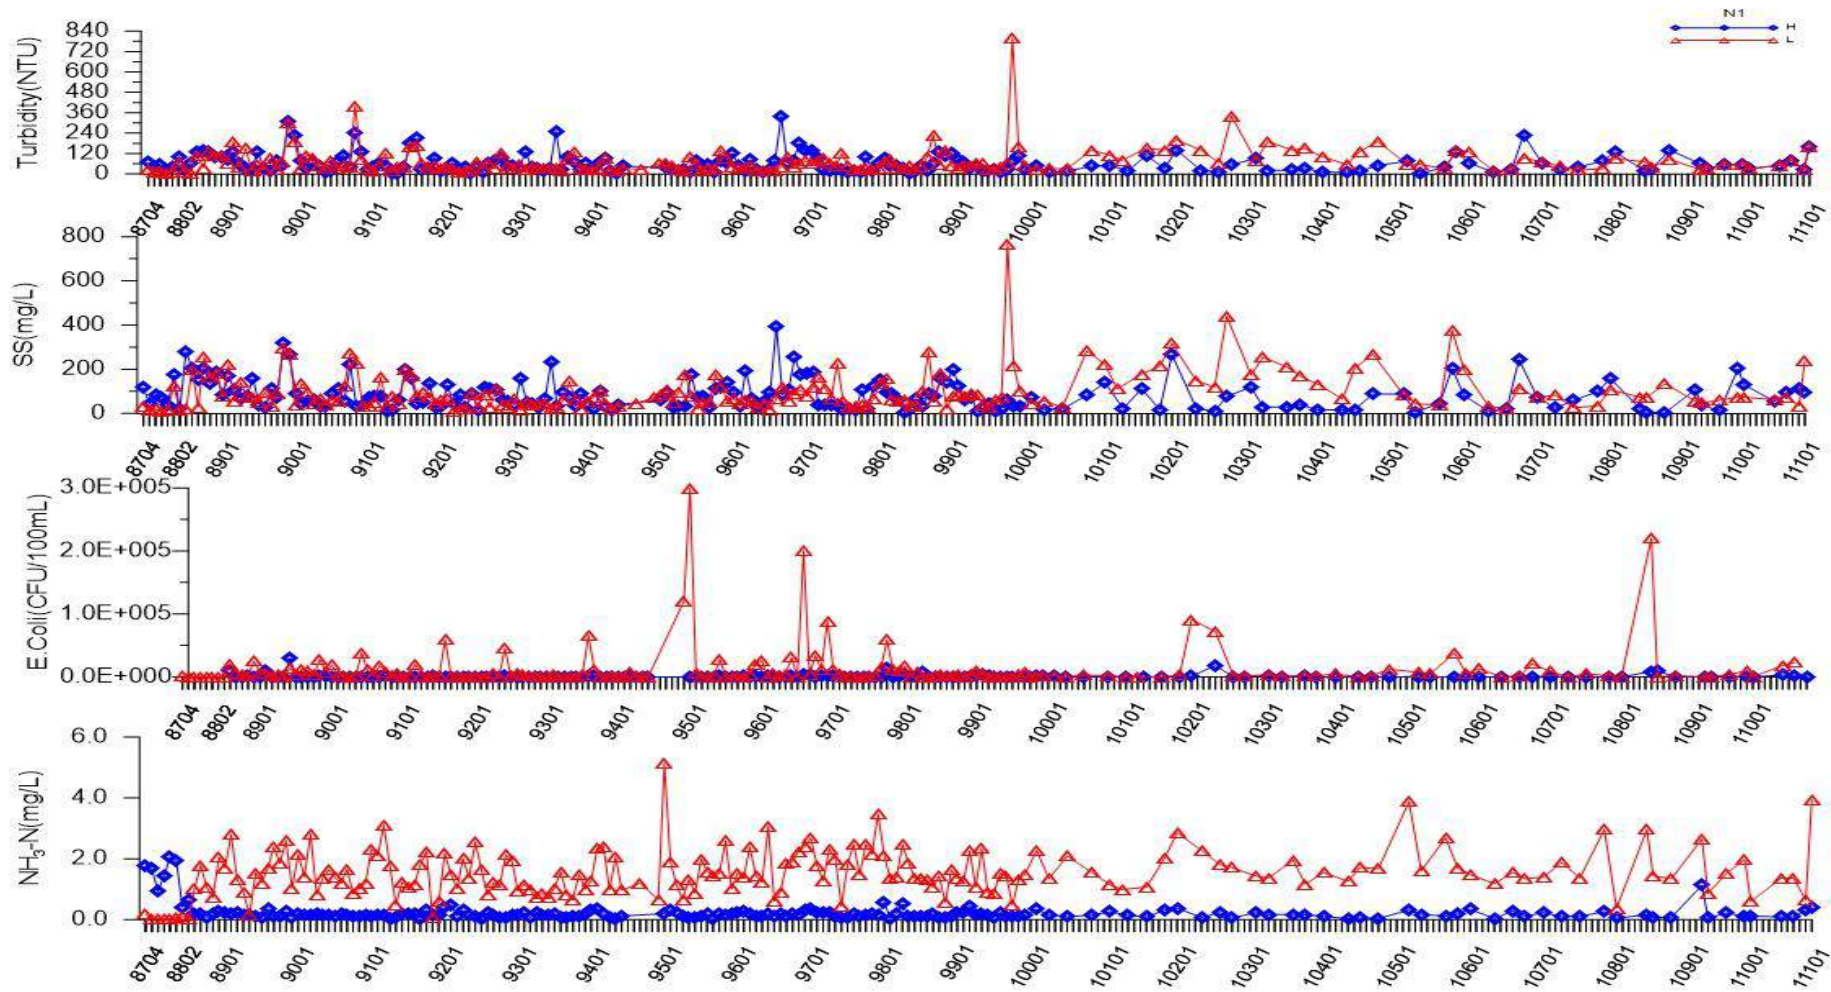 N1
H
L
Turbidity(NTU)
840
720
600
480
360
240
120
0
8704 8802 8901 9001 9101 9201 9301 9401 9501 9601 9701 9801 9901 10001 10101 10201 10301 10401 10501 10601 10701 10801 10901 11001 11101
SS(mg/L)
800
600
400
200
0
8704 8802 8901 9001 9101 9201 9301 9401 9501 9601 9701 9801 9901 10001 10101 10201 10301 10401 10501 10601 10701 10801 10901 11001 11101
E.Coli(CFU/100mL)
3.0E+005
2.0E+005
1.0E+005
0.0E+000
8704 8802 8901 9001 9101 9201 9301 9401 9501 9601 9701 9801 9901 10001 10101 10201 10301 10401 10501 10601 10701 10801 10901 11001
NH3-N(mg/L)
6.0
4.0
2.0
0.0
8704 8802 8901 9001 9101 9201 9301 9401 9501 9601 9701 9801 9901 10001 10101 10201 10301 10401 10501 10601 10701 10801 10901 11001 11101